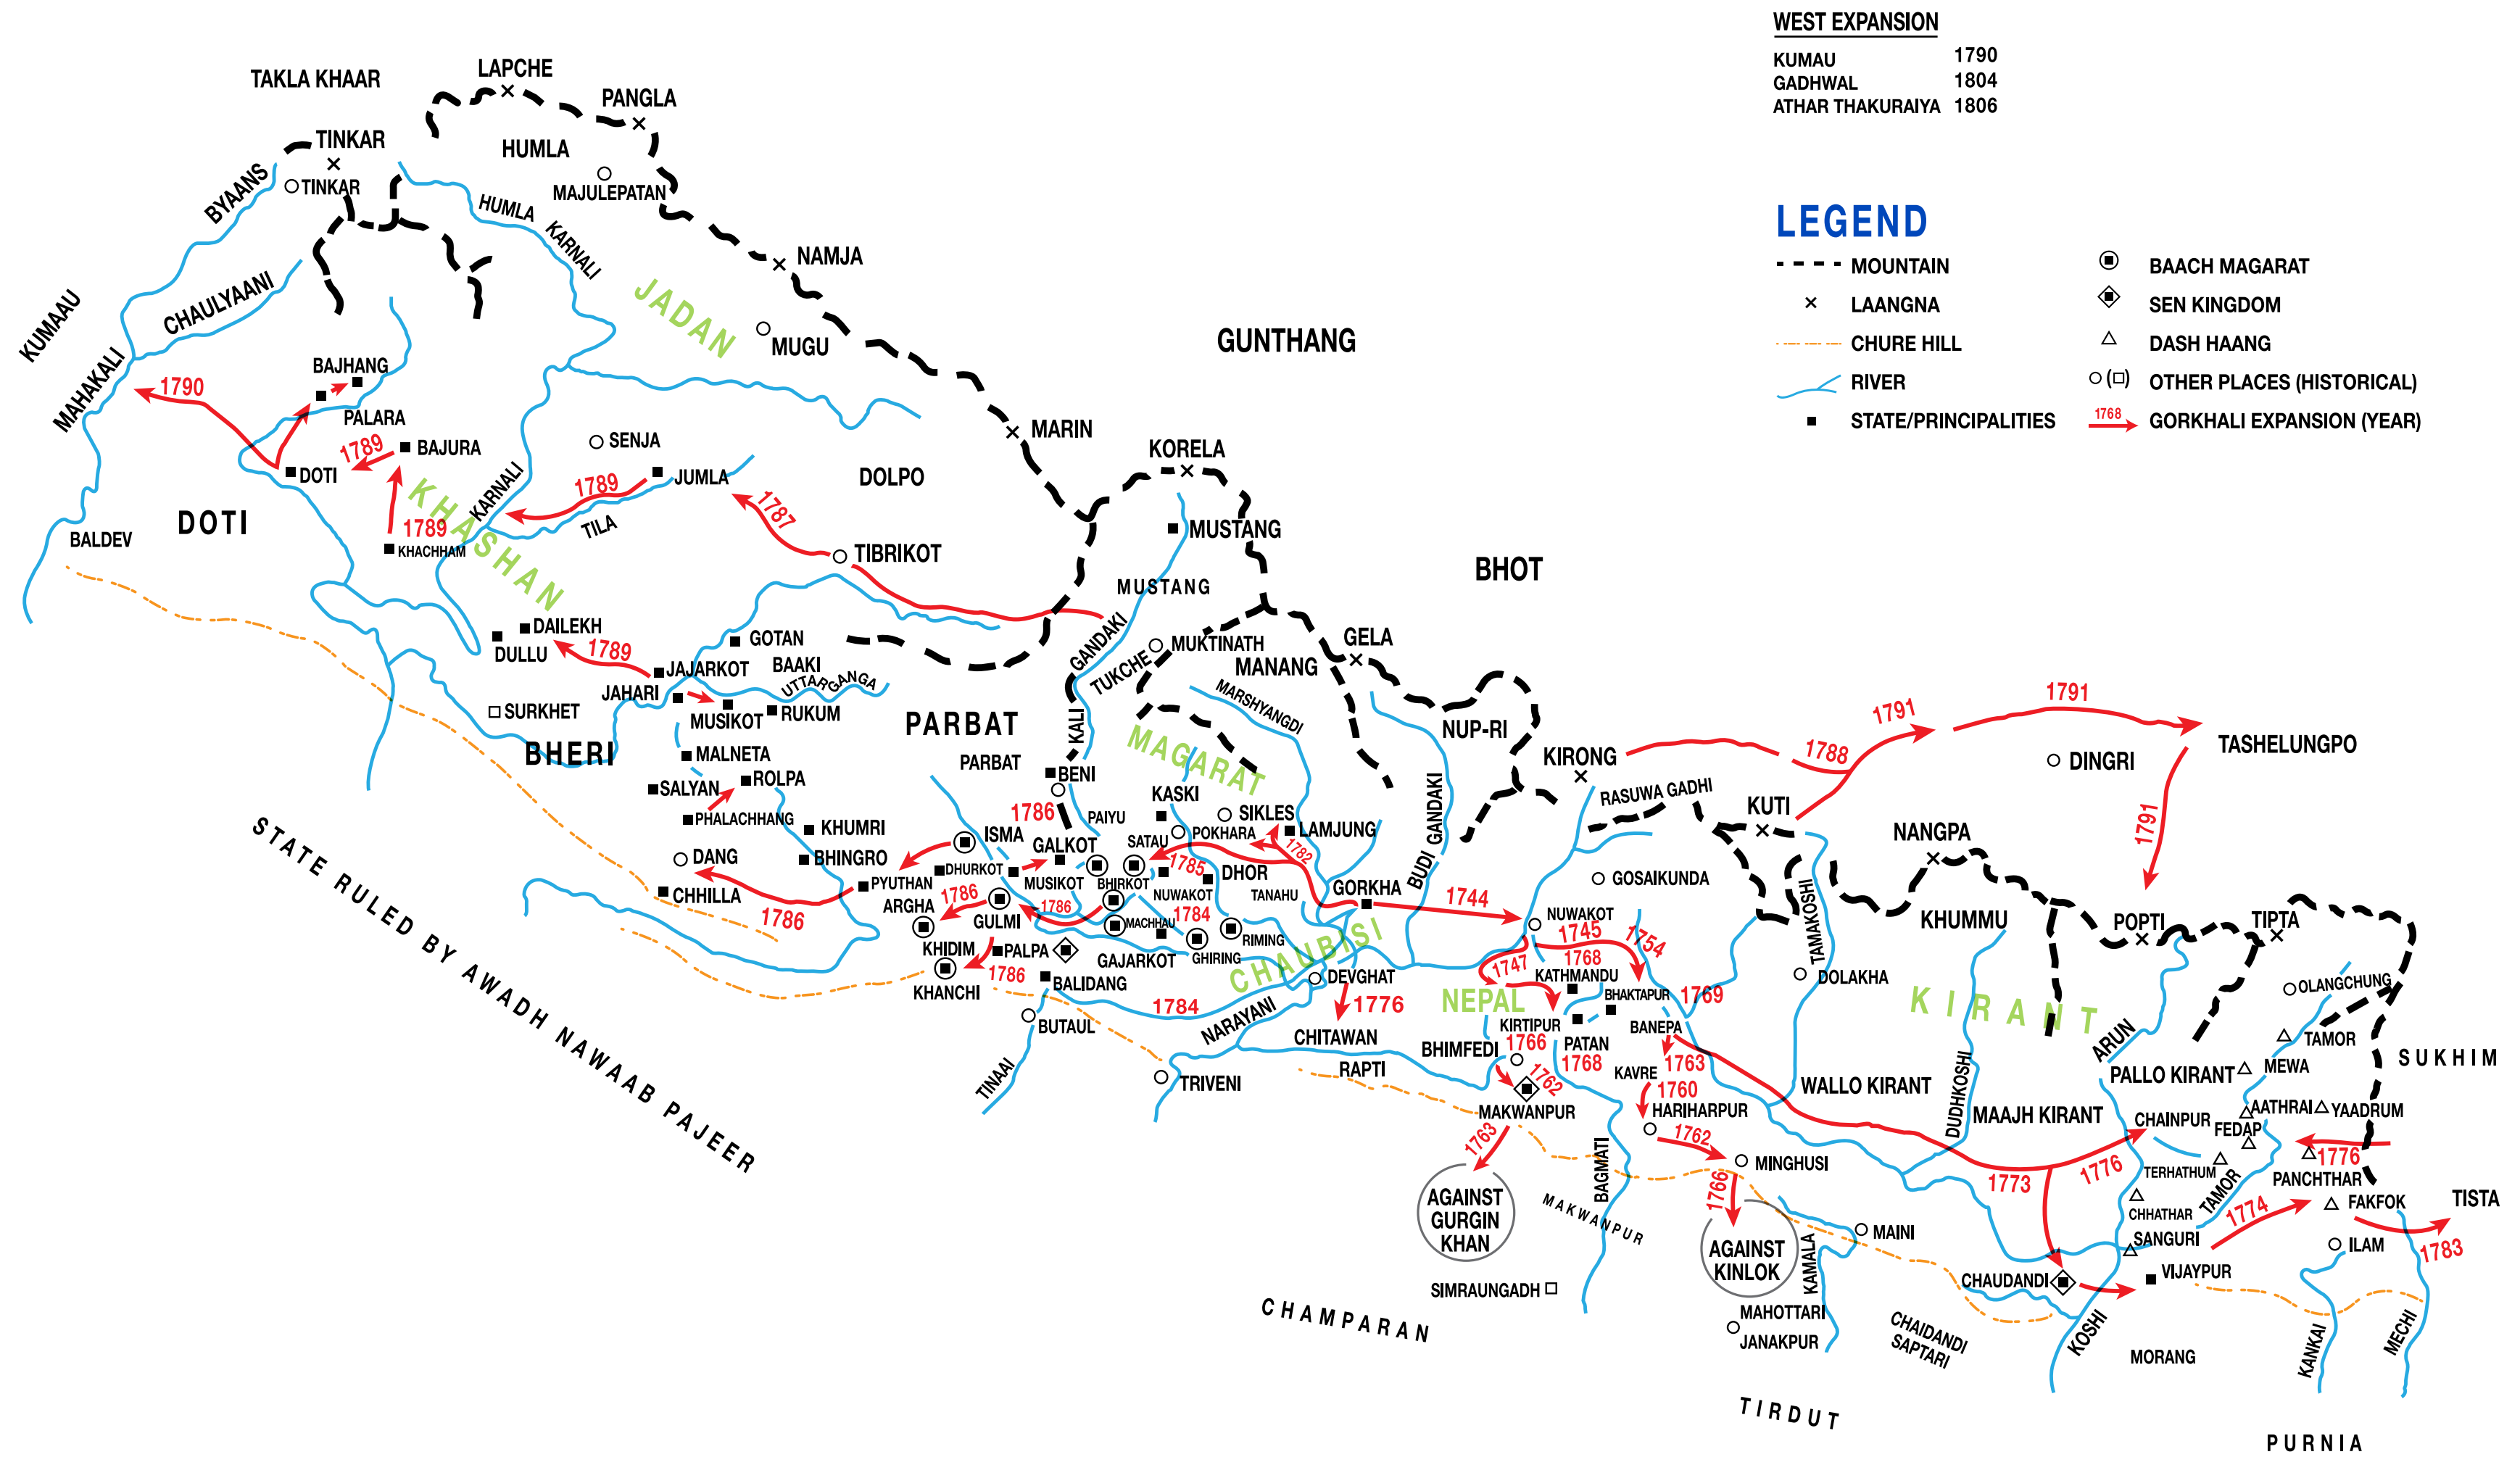 WEST EXPANSION
KUMAU 1790
GADHWAL 1804
ATHAR THAKURAIYA 1806
LEGEND
MOUNTAIN
LAANGNA
CHURE HILL
RIVER
STATE/PRINCIPALITIES
BAACH MAGARAT
SEN KINGDOM
DASH HAANG
OTHER PLACES (HISTORICAL)
1768
GORKHALI EXPANSION (YEAR)
TAKLA KHAAR
LAPCHE
PANGLA
TINKAR
HUMLA
TINKAR
MAJULEPATAN
BYAANS
HUMLA
KARNALI
NAMJA
CHAULYAANI
JADAN
KUMAAU
MUGU
GUNTHANG
MAHAKALI
BAJHANG
1790
PALARA
MARIN
BAJURA
1789
SENJA
KORELA
DOTI
JUMLA
DOLPO
1789
KARNALI
KHASHAN
1787
DOTI
1789
TILA
MUSTANG
BALDEV
KHACHHAM
TIBRIKOT
BHOT
MUSTANG
DAILEKH
DULLU
1789
GOTAN
GANDAKI
MUKTINATH
GELA
BAAKI
JAJARKOT
UTTARGANGA
TUKCHE
MANANG
JAHARI
MUSIKOT
RUKUM
MARSHYANGDI
SURKHET
PARBAT
KALI
NUP-RI
1791
1791
BHERI
MALNETA
PARBAT
MAGARAT
KIRONG
1788
TASHELUNGPO
DINGRI
BENI
SALYAN
ROLPA
KASKI
GANDAKI
RASUWA GADHI
KUTI
PHALACHHANG
1786
PAIYU
SIKLES
1791
KHUMRI
ISMA
GALKOT
SATAU
POKHARA
LAMJUNG
NANGPA
STATE RULED BY AWADH NAWAAB PAJEER
DANG
BHINGRO
DHURKOT
1785
1782
DHOR
BUDI
GOSAIKUNDA
CHHILLA
PYUTHAN
MUSIKOT
BHIRKOT
NUWAKOT
TANAHU
GORKHA
1744
TAMAKOSHI
1786
ARGHA
1786
GULMI
1786
MACHHAU
1784
RIMING
NUWAKOT
1745
1754
KHUMMU
POPTI
TIPTA
KHIDIM
PALPA
GAJARKOT
GHIRING
CHAUBISI
1747
1768
KATHMANDU
KHANCHI
1786
BALIDANG
DEVGHAT
DOLAKHA
OLANGCHUNG
1784
1776
NEPAL
BHAKTAPUR
1769
KIRANT
BUTAUL
NARAYANI
CHITAWAN
KIRTIPUR
BANEPA
ARUN
TAMOR
BHIMFEDI
1766
PATAN
1768
1763
SUKHIM
TINAAI
TRIVENI
RAPTI
1762
KAVRE
1760
WALLO KIRANT
DUDHKOSHI
PALLO KIRANT
MEWA
MAKWANPUR
HARIHARPUR
MAAJH KIRANT
CHAINPUR
AATHRAI
YAADRUM
1763
1762
FEDAP
BAGMATI
MINGHUSI
1776
TERHATHUM
1776
AGAINST
GURGIN
KHAN
MAKWANPUR
1766
1773
PANCHTHAR
TAMOR
1774
FAKFOK
TISTA
CHHATHAR
MAINI
SANGURI
ILAM
1783
AGAINST
KINLOK
KAMALA
SIMRAUNGADH
CHAUDANDI
VIJAYPUR
CHAMPARAN
MAHOTTARI
JANAKPUR
CHAIDANDI
SAPTARI
KOSHI
MORANG
KANKAI
MECHI
TIRDUT
PURNIA